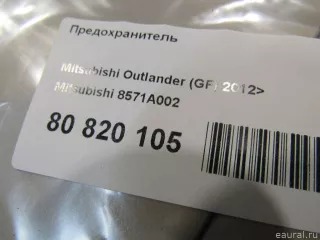 Предохранитель
Mitsubishi Outlander (GF) 2012>
Mitsubishi 8571A002
80 820 105
eaural.ru